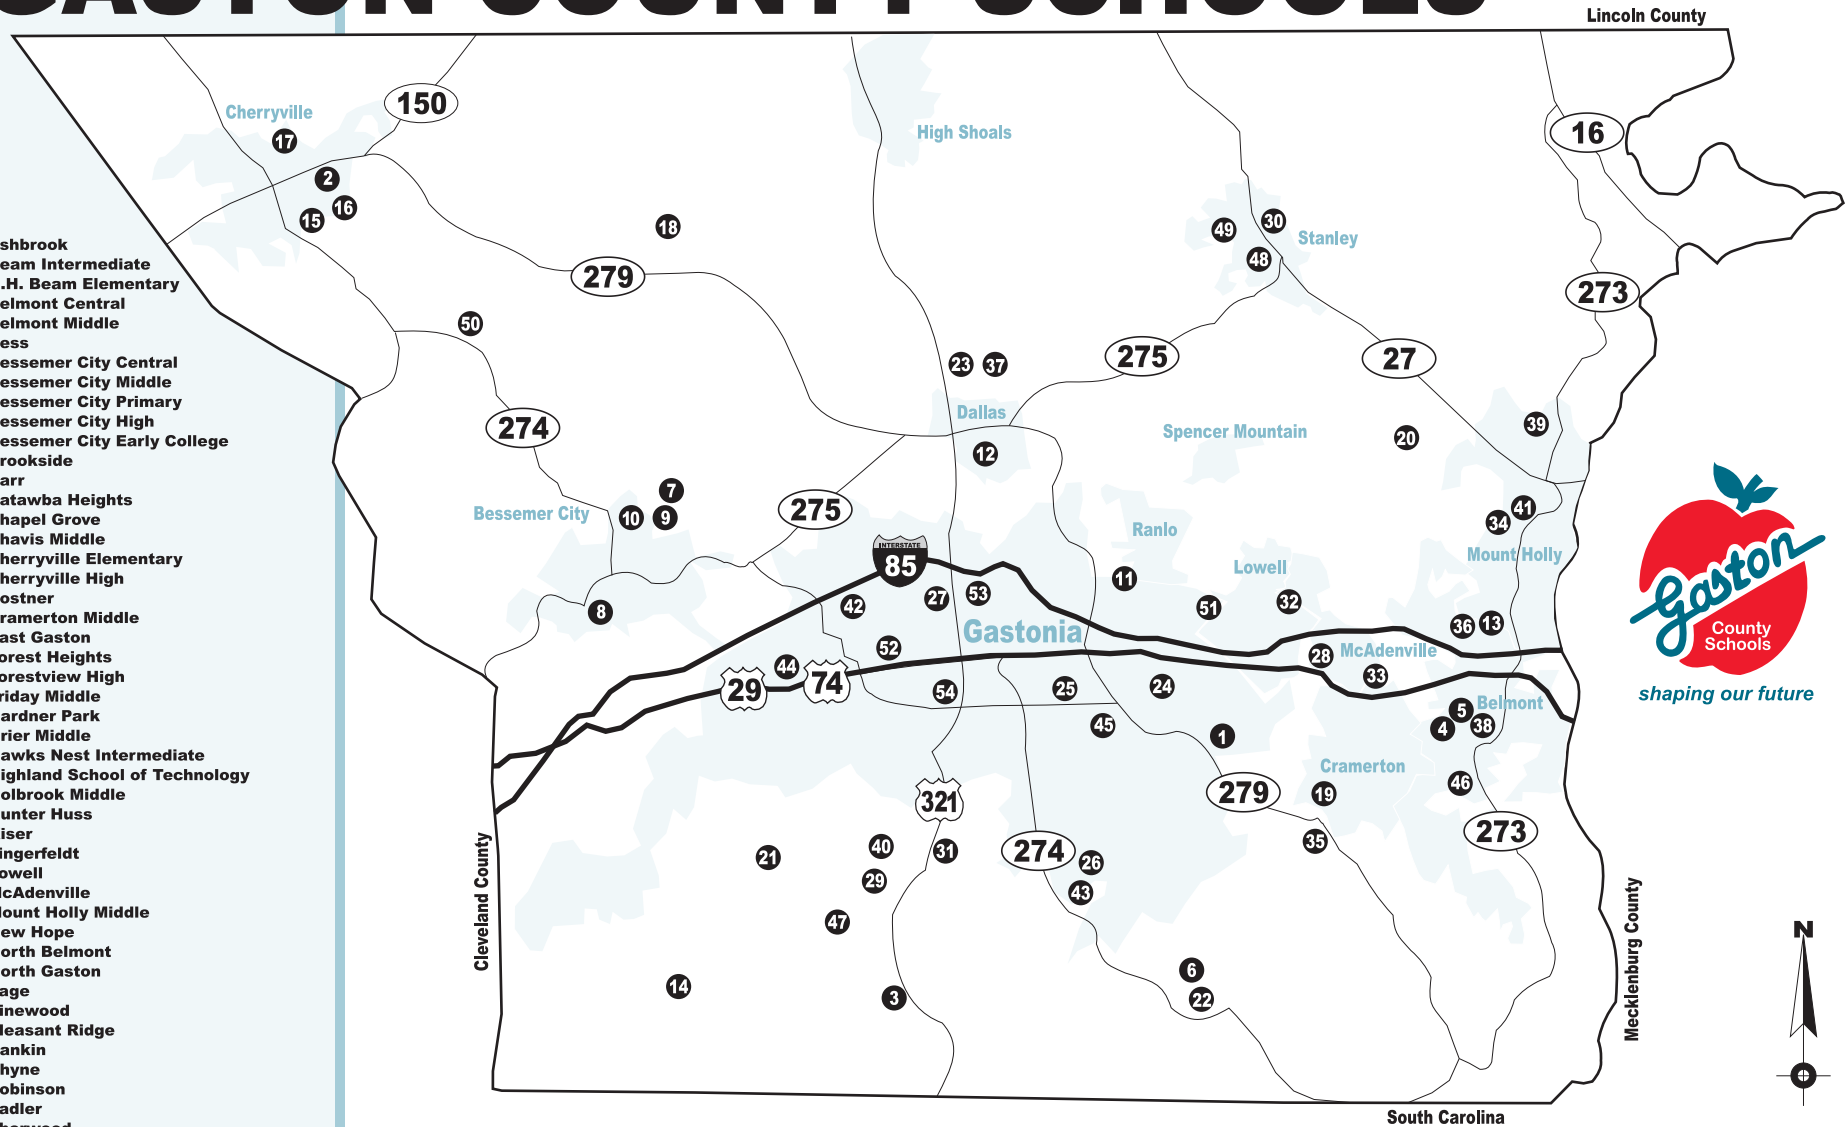 GASTON COUNTY SCHOOLS
Lincoln County
150
Cherryville
17
16
High Shoals
2
16
15
18
49
30
Stanley
48
279
273
50
275
27
23
37
Dallas
274
Spencer Mountain
20
39
12
7
Bessemer City
10
9
275
41
34
Ranlo
Mount Holly
INTERSTATE
85
Lowell
11
8
42
27
53
51
32
Gastonia
36
13
52
28
McAdenville
44
29
74
33
54
25
24
5
Belmont
4
38
45
1
Cramerton
46
321
279
19
273
21
40
31
274
26
35
29
43
47
14
3
6
22
Cleveland County
Mecklenburg County
South Carolina
N
Gaston
County
Schools
shaping our future
shbrook
eam Intermediate
.H. Beam Elementary
elmont Central
elmont Middle
ess
essemer City Central
essemer City Middle
essemer City Primary
essemer City High
essemer City Early College
rookside
arr
atawba Heights
hapel Grove
havis Middle
herryville Elementary
herryville High
ostner
ramerton Middle
ast Gaston
orest Heights
orestview High
riday Middle
ardner Park
rier Middle
awks Nest Intermediate
ighland School of Technology
olbrook Middle
unter Huss
iser
ingerfeldt
owell
cAdenville
ount Holly Middle
ew Hope
orth Belmont
orth Gaston
age
inewood
leasant Ridge
ankin
hyne
obinson
adler